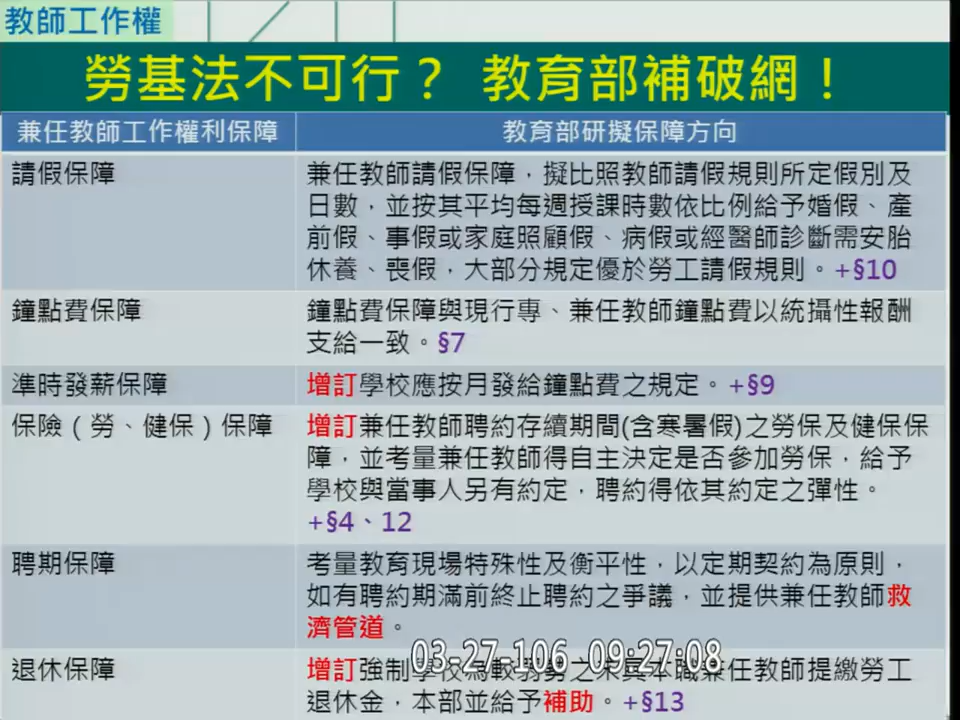 教師工作權
勞基法不可行？ 教育部補破網！
兼任教師工作權利保障
教育部研擬保障方向
請假保障
兼任教師請假保障，擬比照教師請假規則所定假別及
日數，並按其平均每週授課時數依比例給予婚假、產
前假、事假或家庭照顧假、病假或經醫師診斷需安胎
休養、喪假，大部分規定優於勞工請假規則。+§10
鐘點費保障
鐘點費保障與現行專、兼任教師鐘點費以統攝性報酬
支給一致。§7
準時發薪保障
增訂學校應按月發給鐘點費之規定。+§9
保險（勞、健保）保障
增訂兼任教師聘約存續期間(含寒暑假)之勞保及健保保
障，並考量兼任教師得自主決定是否參加勞保，給予
學校與當事人另有約定，聘約得依其約定之彈性。
+§4、12
聘期保障
考量教育現場特殊性及衡平性，以定期契約為原則，
如有聘約期滿前終止聘約之爭議，並提供兼任教師救
濟管道。
03.27.106 09:27:08
退休保障
增訂強制學校為較弱勢之未具本職兼任教師提繳勞工
退休金，本部並給予補助。+§13